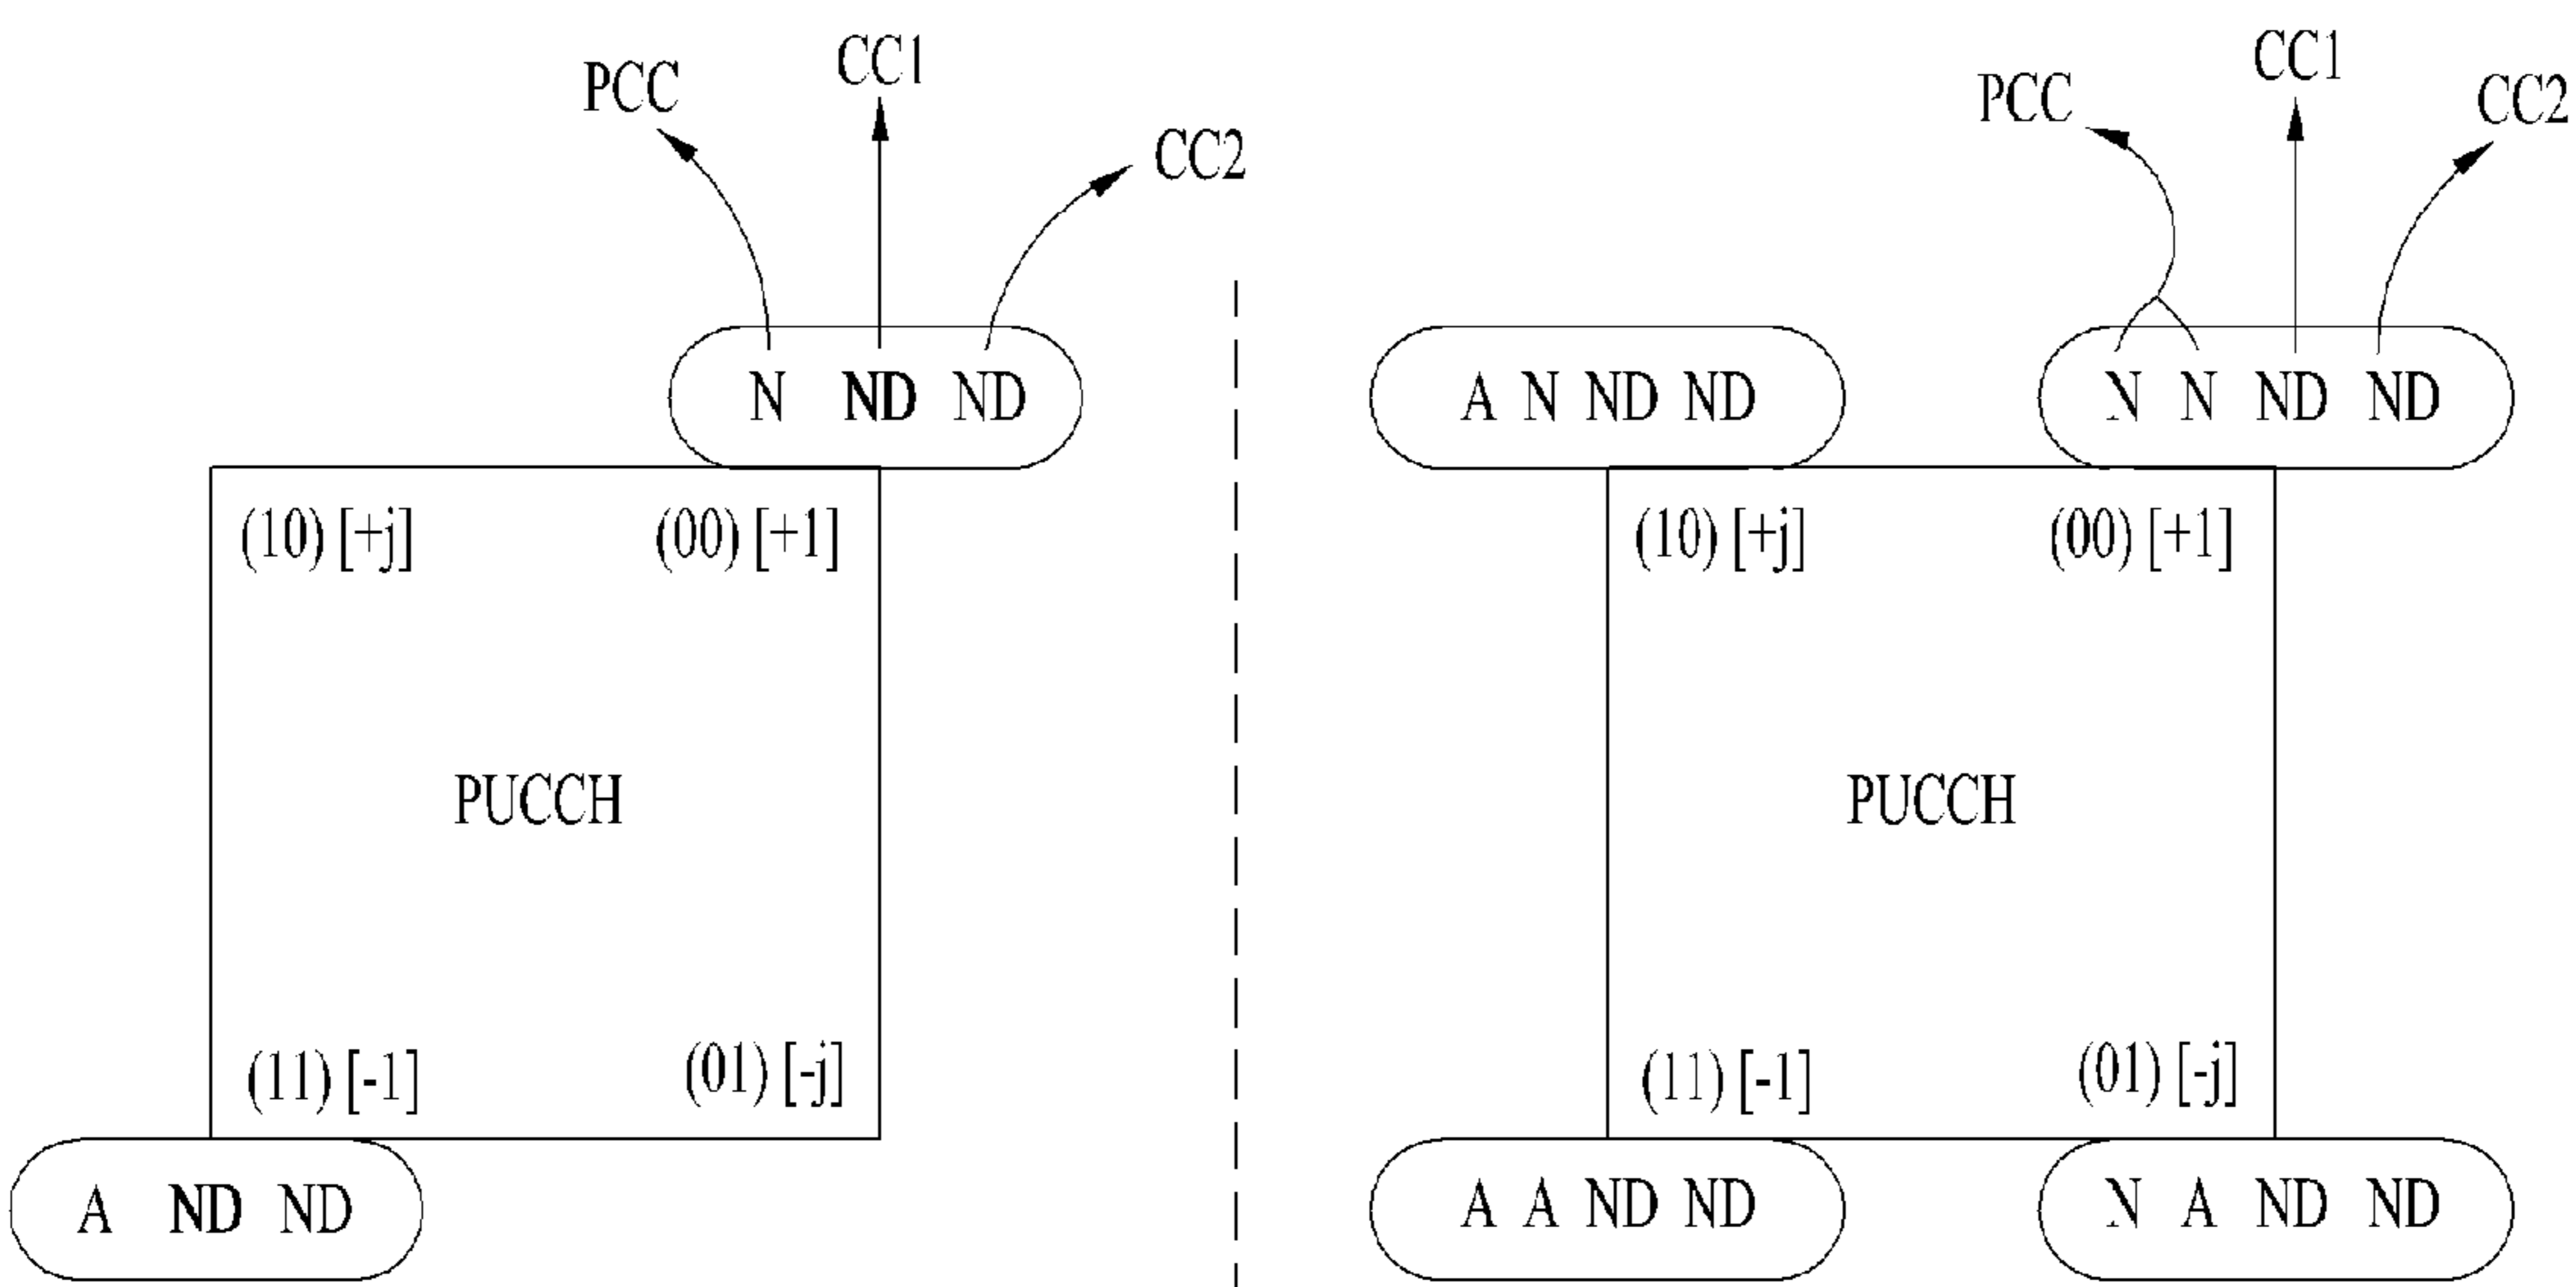 PCC CC1 CC2
N ND ND
(10) [+j] (00) [+1]
PUCCH
(11) [-1] (01) [-j]
A ND ND
PCC CC1 CC2
A N ND ND N N ND ND
(10) [+j] (00) [+1]
PUCCH
(11) [-1] (01) [-j]
A A ND ND N A ND ND